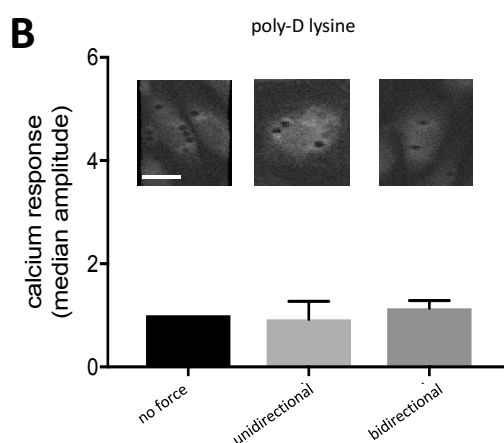 B
poly-D lysine
calcium response
(median amplitude)
6
4
2
0
no force
unidirectional
bidirectional